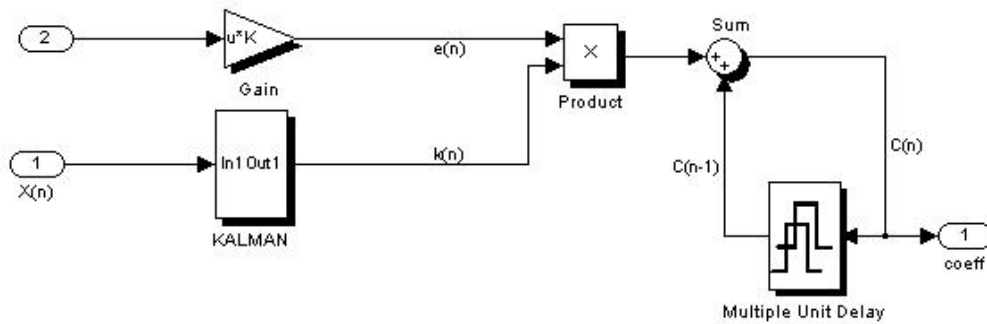 2
u*K
e(n)
Gain
X
Product
Sum
+
+
1
X(n)
In1 Out1
k(n)
KALMAN
C(n-1)
C(n)
Multiple Unit Delay
1
coeff